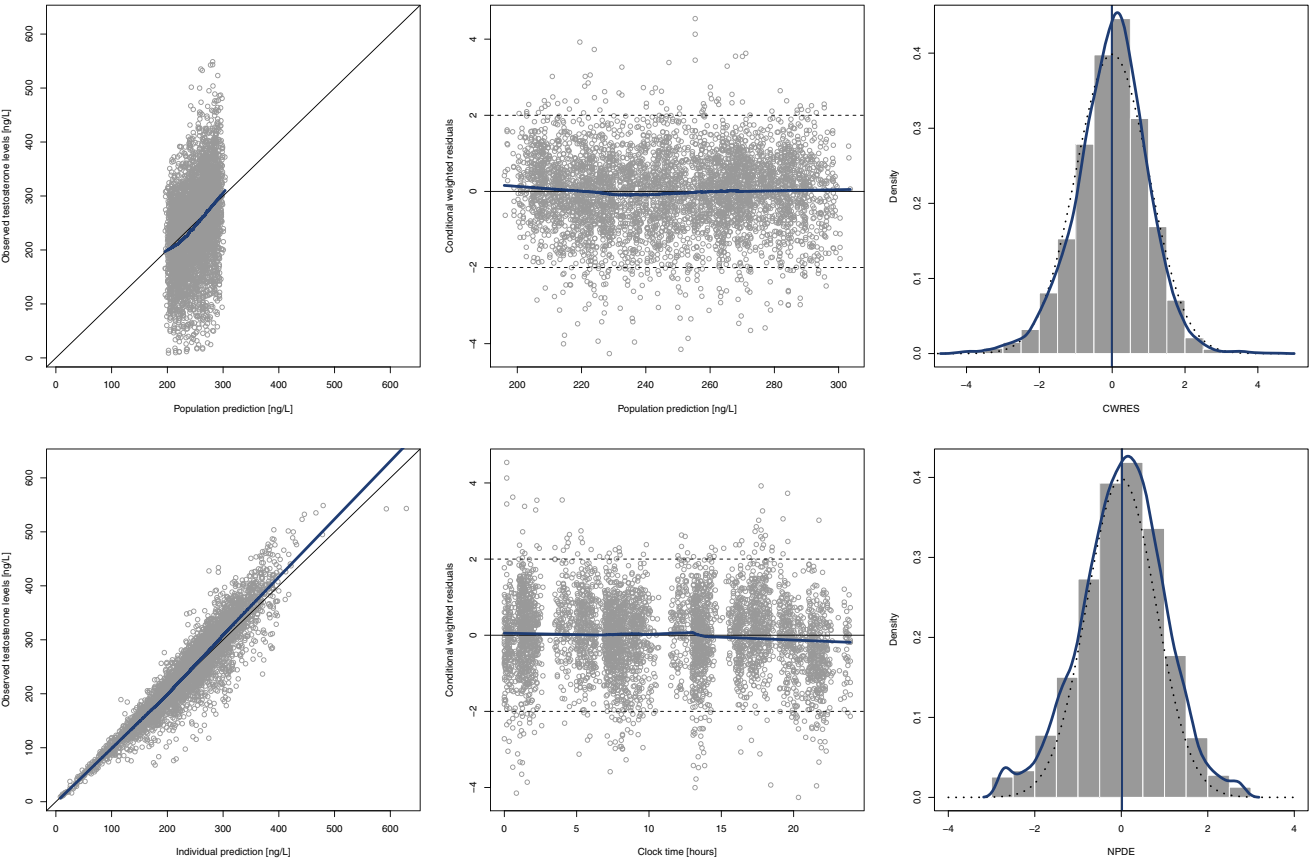 Observed testosterone levels [ng/L]
600
500
400
300
200
100
0
0 100 200 300 400 500 600
Population prediction [ng/L]
Conditional weighted residuals
4
2
0
−2
−4
200 220 240 260 280 300
Population prediction [ng/L]
Density
0.4
0.3
0.2
0.1
0.0
−4 −2 0 2 4
CWRES
Observed testosterone levels [ng/L]
600
500
400
300
200
100
0
0 100 200 300 400 500 600
Individual prediction [ng/L]
Conditional weighted residuals
4
2
0
−2
−4
0 5 10 15 20
Clock time [hours]
Density
0.4
0.3
0.2
0.1
0.0
−4 −2 0 2 4
NPDE